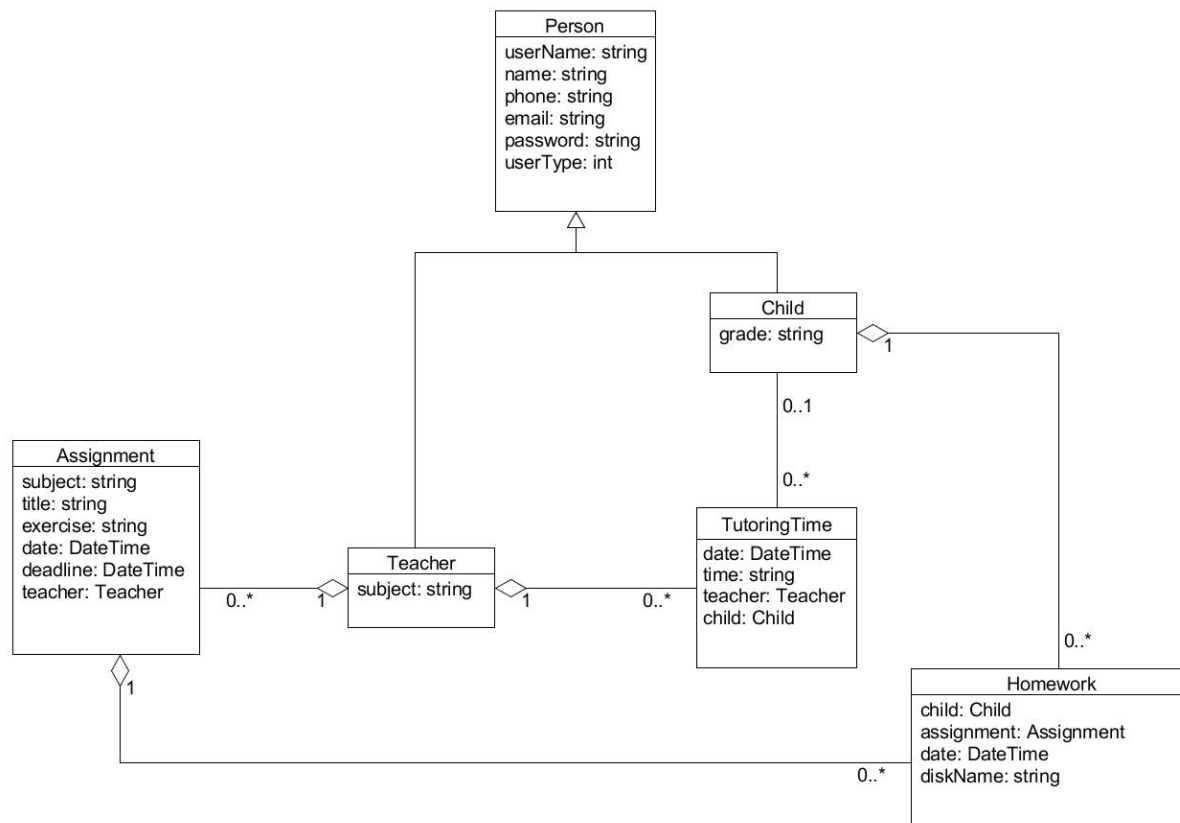 Person
userName: string
name: string
phone: string
email: string
password: string
userType: int
Child
grade: string
1
0..1
0..*
Assignment
subject: string
title: string
exercise: string
date: DateTime
deadline: DateTime
teacher: Teacher
0..*
1
Teacher
subject: string
1
0..*
TutoringTime
date: DateTime
time: string
teacher: Teacher
child: Child
0..*
1
0..*
Homework
child: Child
assignment: Assignment
date: DateTime
diskName: string